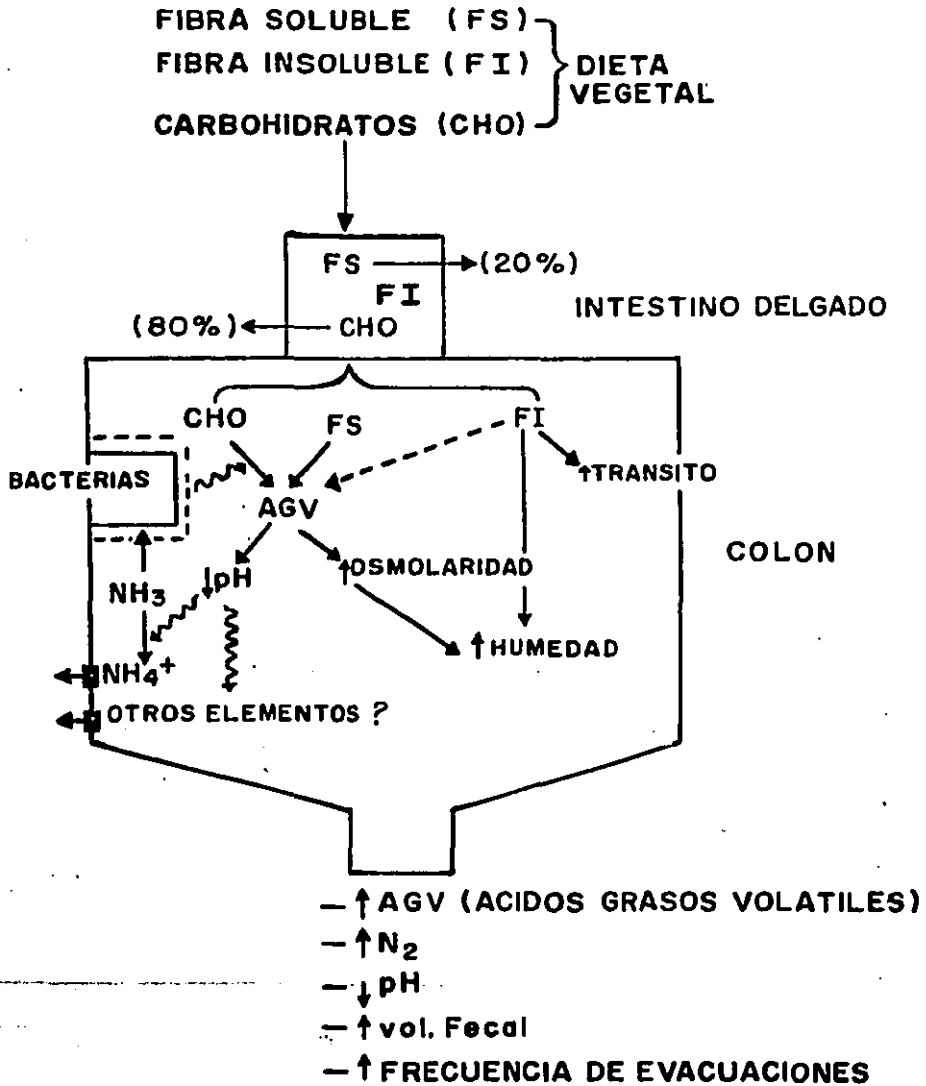 FIBRA SOLUBLE (FS)
FIBRA INSOLUBLE (FI)
DIETA
VEGETAL
CARBOHIDRATOS (CHO)
FS
(20%)
FI
INTESTINO DELGADO
(80%)
CHO
CHO
FS
FI
BACTERIAS
↑TRANSITO
AGV
COLON
↓pH
↑OSMOLARIDAD
NH₃
↑HUMEDAD
NH₄⁺
OTROS ELEMENTOS ?
- ↑ AGV (ACIDOS GRASOS VOLATILES)
- ↑ N₂
- ↓ pH
- ↑ vol. Fecal
- ↑ FRECUENCIA DE EVACUACIONES